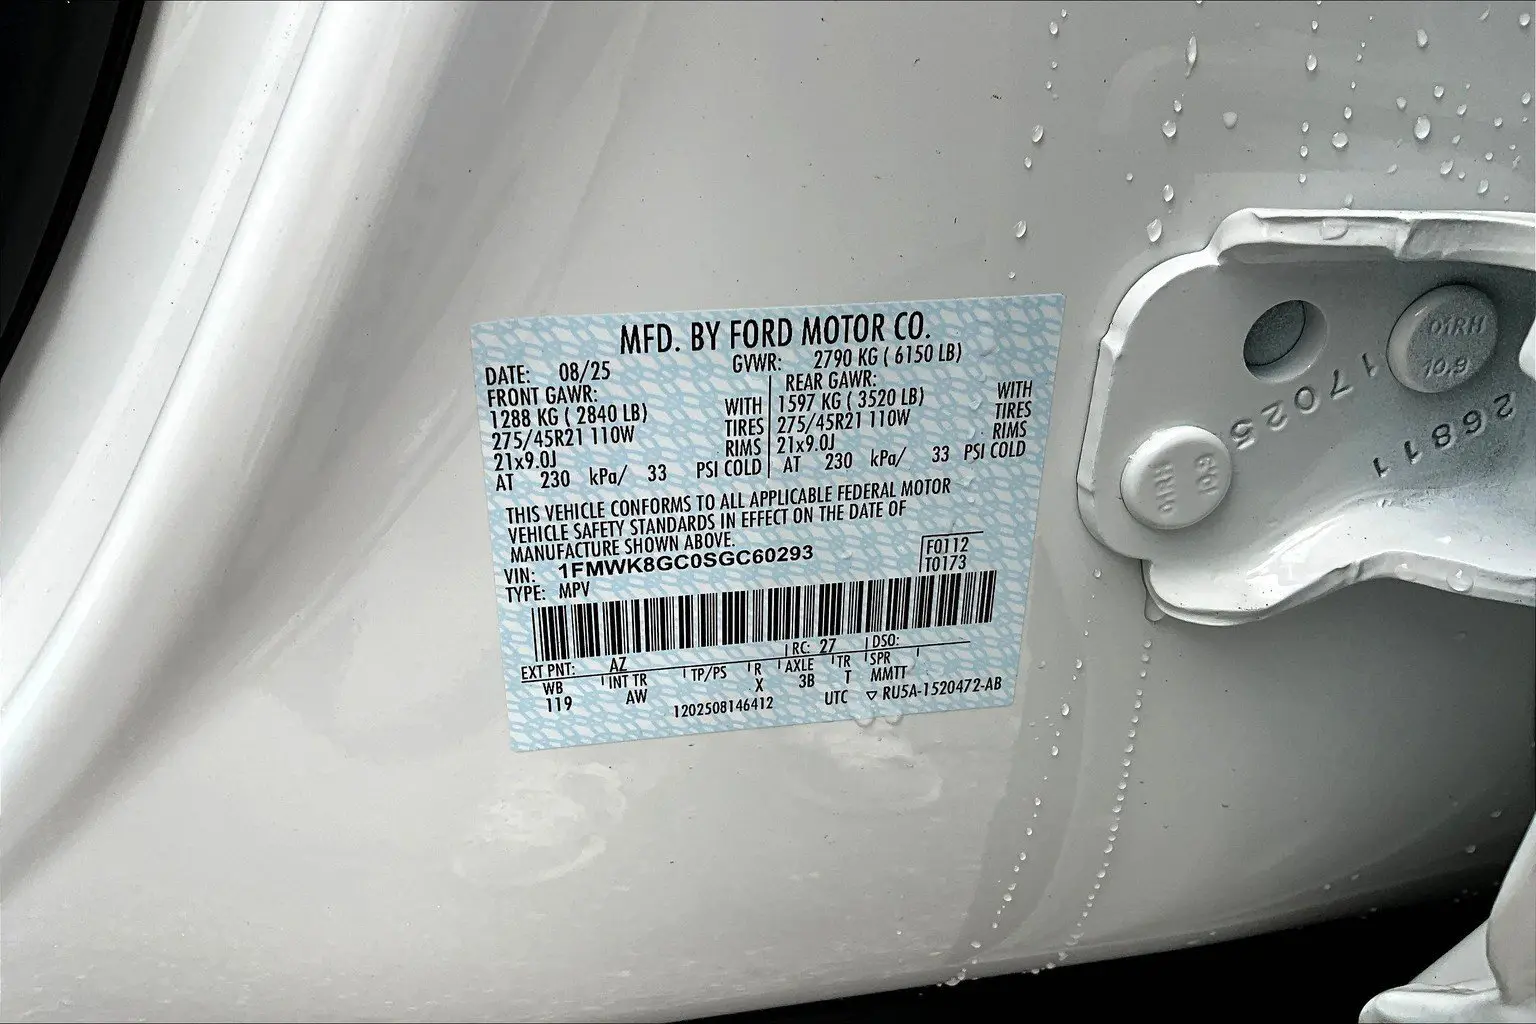 MFD. BY FORD MOTOR CO.
DATE: 08/25 GVWR: 2790 KG ( 6150 LB)
FRONT GAWR: REAR GAWR:
1288 KG ( 2840 LB) WITH 1597 KG ( 3520 LB) WITH
275/45R21 110W TIRES 275/45R21 110W TIRES
21x9.0J RIMS 21x9.0J RIMS
AT 230 kPa/ 33 PSI COLD AT 230 kPa/ 33 PSI COLD
THIS VEHICLE CONFORMS TO ALL APPLICABLE FEDERAL MOTOR
VEHICLE SAFETY STANDARDS IN EFFECT ON THE DATE OF
MANUFACTURE SHOWN ABOVE.
VIN: 1FMWK8GC0SGC60293 F0112
TYPE: MPV T0173
EXT PNT: AZ RC: 27 DSO:
WB INT TR TP/PS R AXLE TR SPR
119 AW X 3B T MMTT
1202508146412 UTC ▽ RU5A-1520472-AB
01RH
10.9
17025
26811